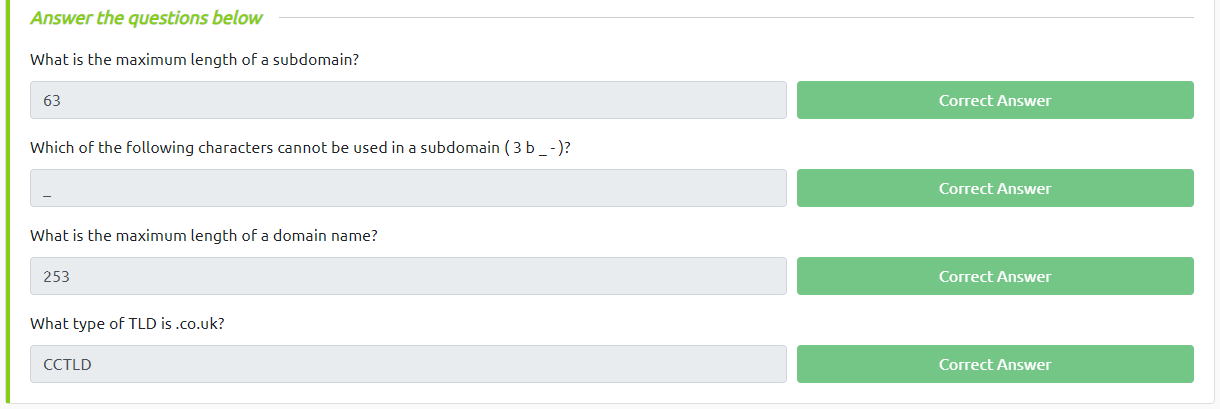 Answer the questions below
What is the maximum length of a subdomain?
63 Correct Answer
Which of the following characters cannot be used in a subdomain ( 3 b _ - )?
_ Correct Answer
What is the maximum length of a domain name?
253 Correct Answer
What type of TLD is .co.uk?
CCTLD Correct Answer